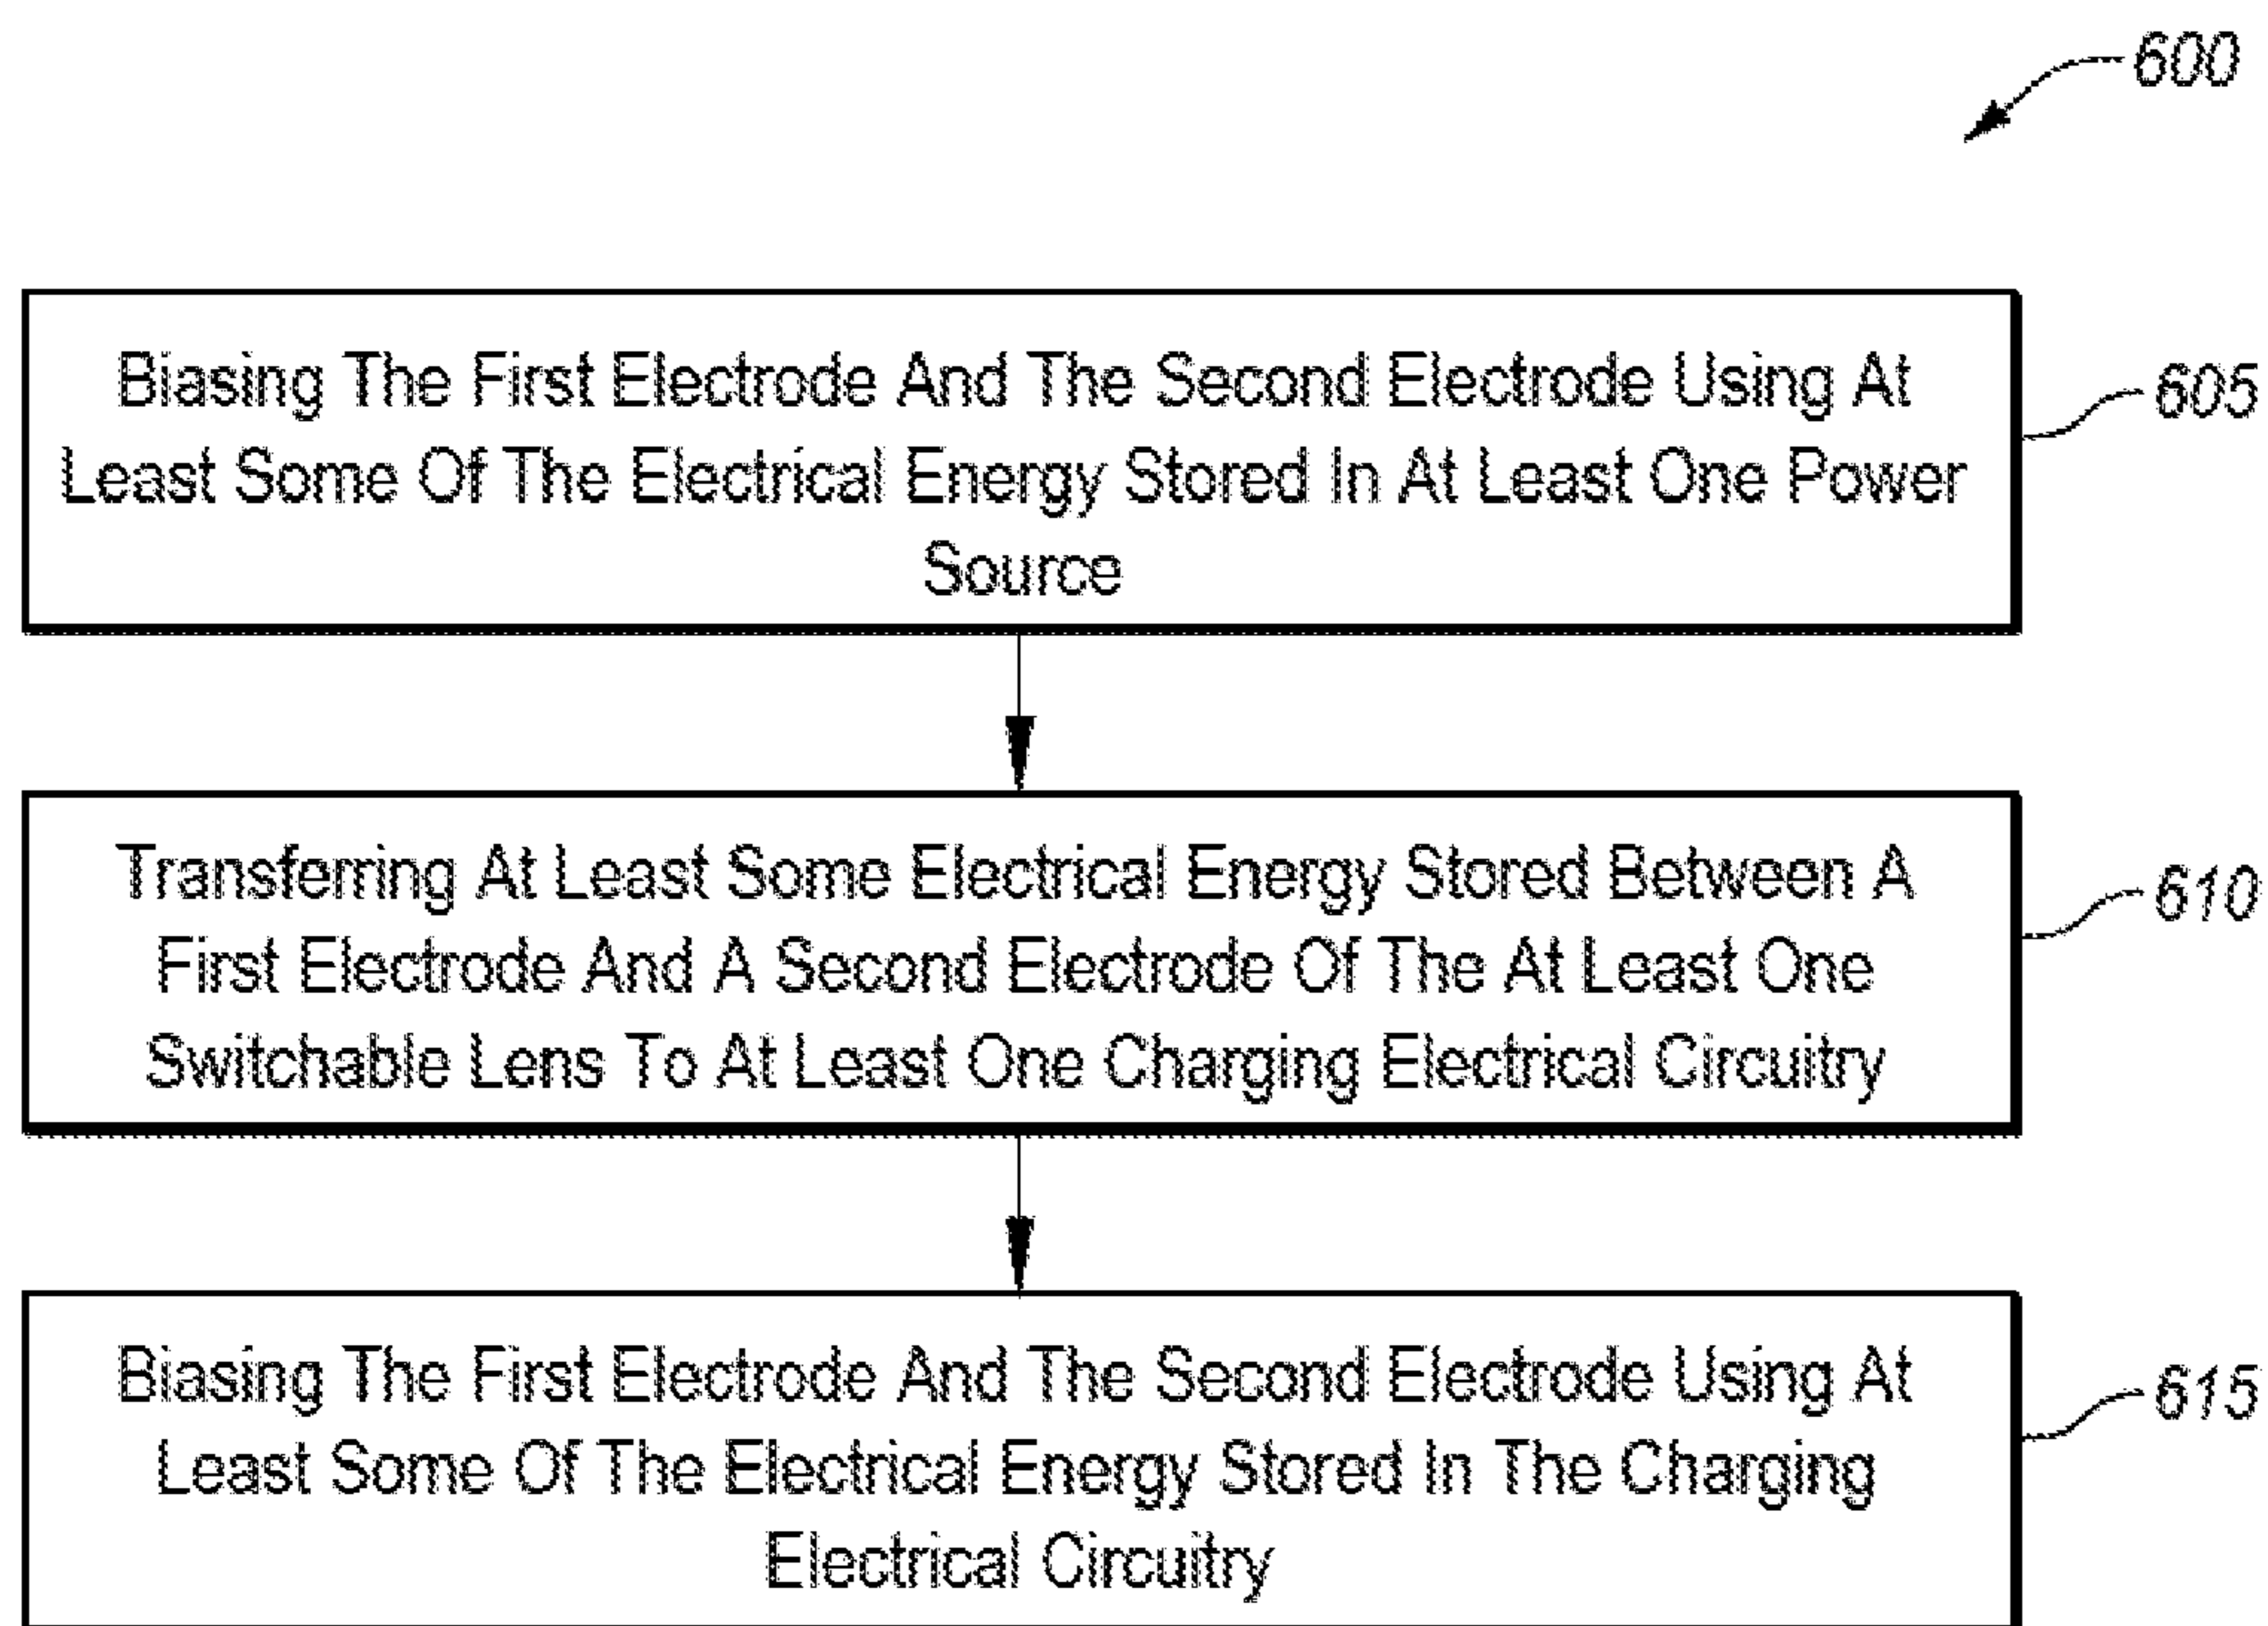 600
Biasing The First Electrode And The Second Electrode Using At
Least Some Of The Electrical Energy Stored In At Least One Power
Source
605
Transferring At Least Some Electrical Energy Stored Between A
First Electrode And A Second Electrode Of The At Least One
Switchable Lens To At Least One Charging Electrical Circuitry
610
Biasing The First Electrode And The Second Electrode Using At
Least Some Of The Electrical Energy Stored In The Charging
Electrical Circuitry
615